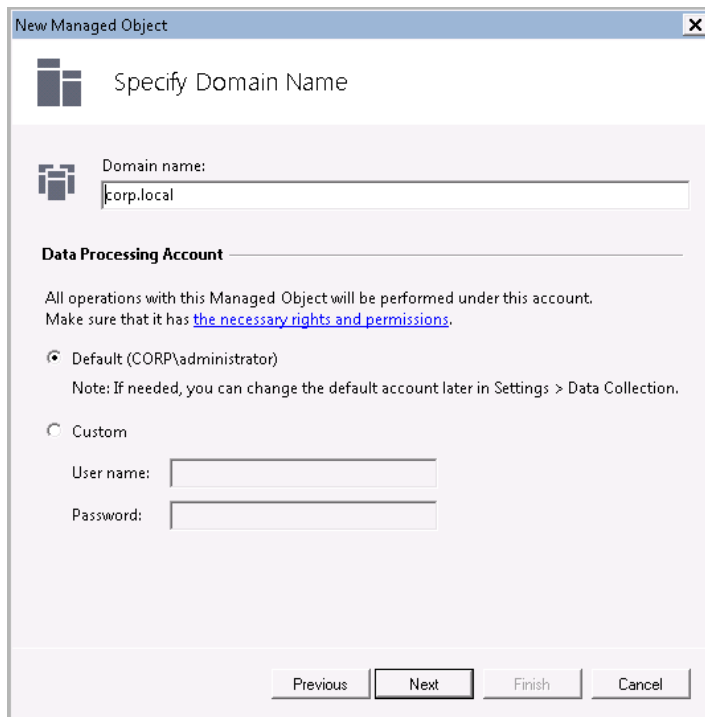 New Managed Object
Specify Domain Name
Domain name:
corp.local
Data Processing Account
All operations with this Managed Object will be performed under this account.
Make sure that it has the necessary rights and permissions.
Default (CORP\administrator)
Note: If needed, you can change the default account later in Settings > Data Collection.
Custom
User name:
Password:
Previous Next Finish Cancel